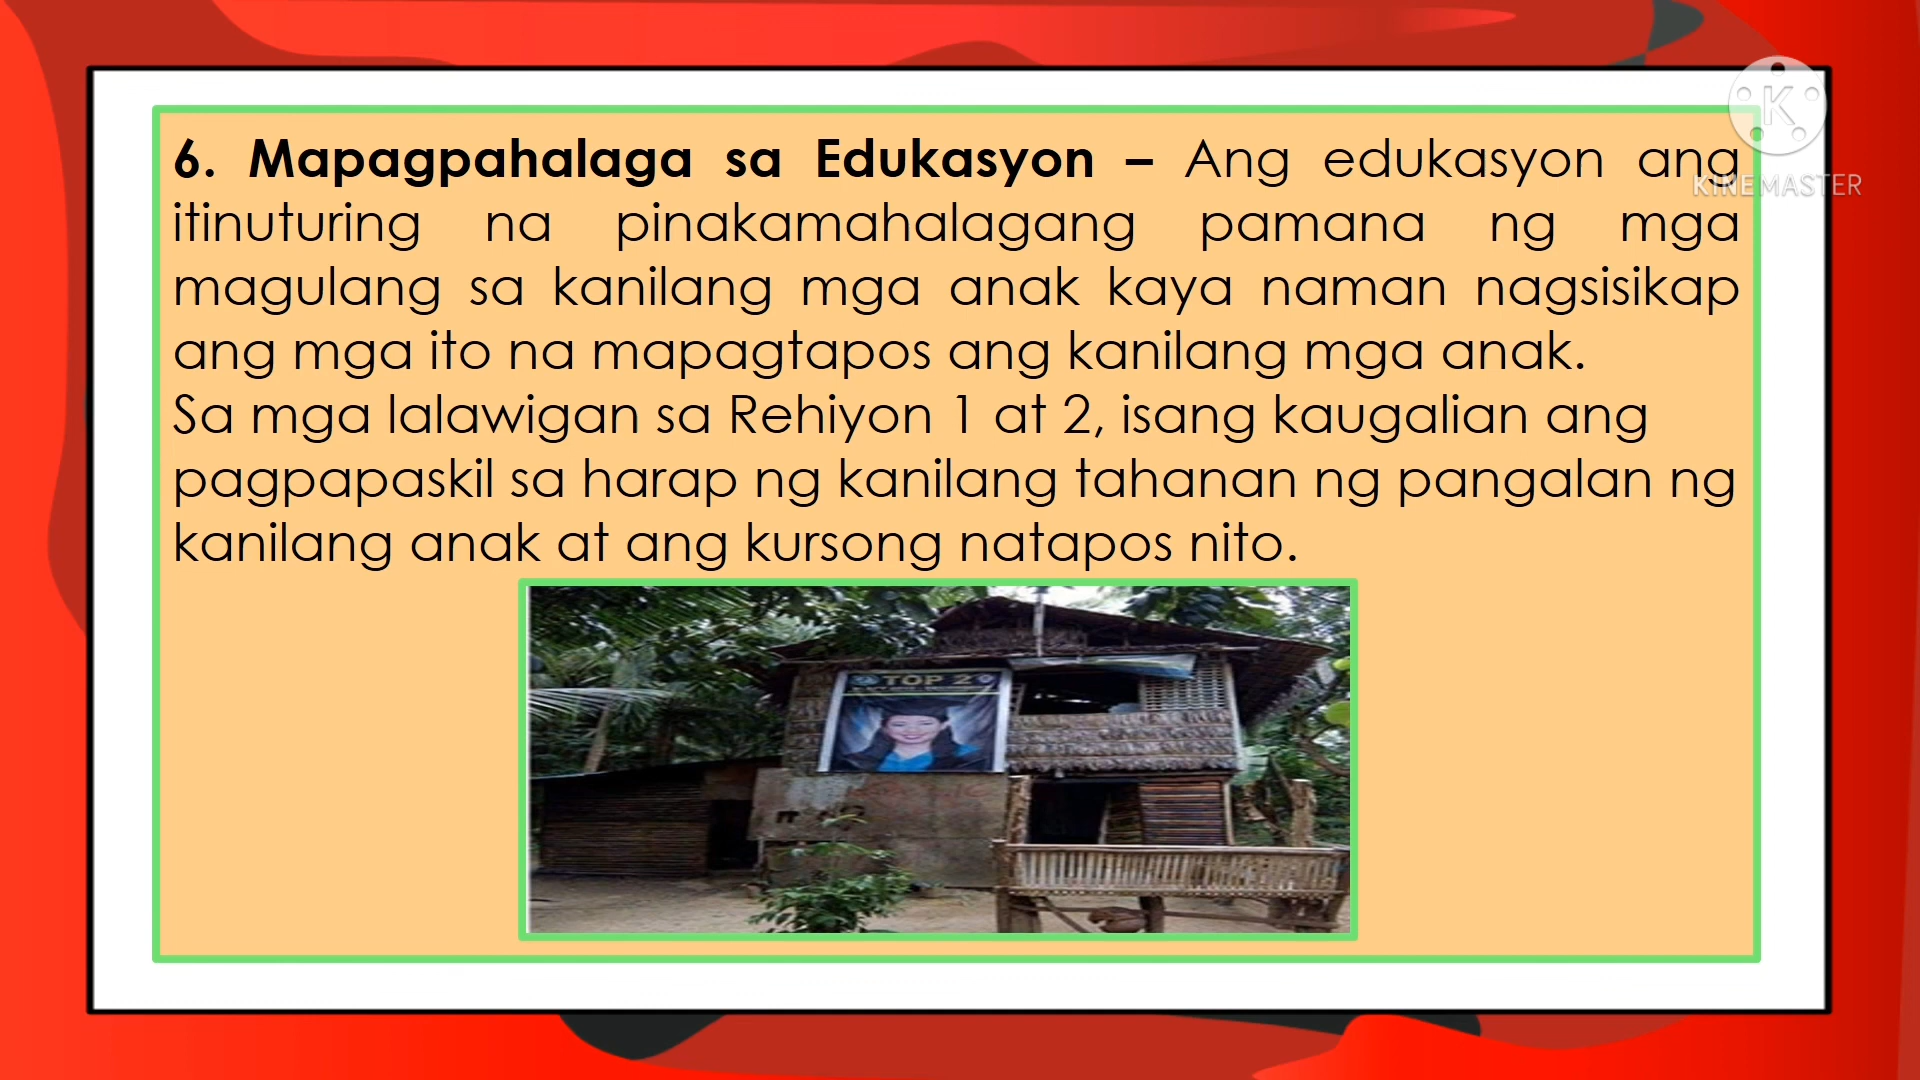 6. Mapagpahalaga sa Edukasyon – Ang edukasyon ang
itinuturing na pinakamahalagang pamana ng mga
magulang sa kanilang mga anak kaya naman nagsisikap
ang mga ito na mapagtapos ang kanilang mga anak.
Sa mga lalawigan sa Rehiyon 1 at 2, isang kaugalian ang
pagpapaskil sa harap ng kanilang tahanan ng pangalan ng
kanilang anak at ang kursong natapos nito.
K
KINEMASTER
TOP 2